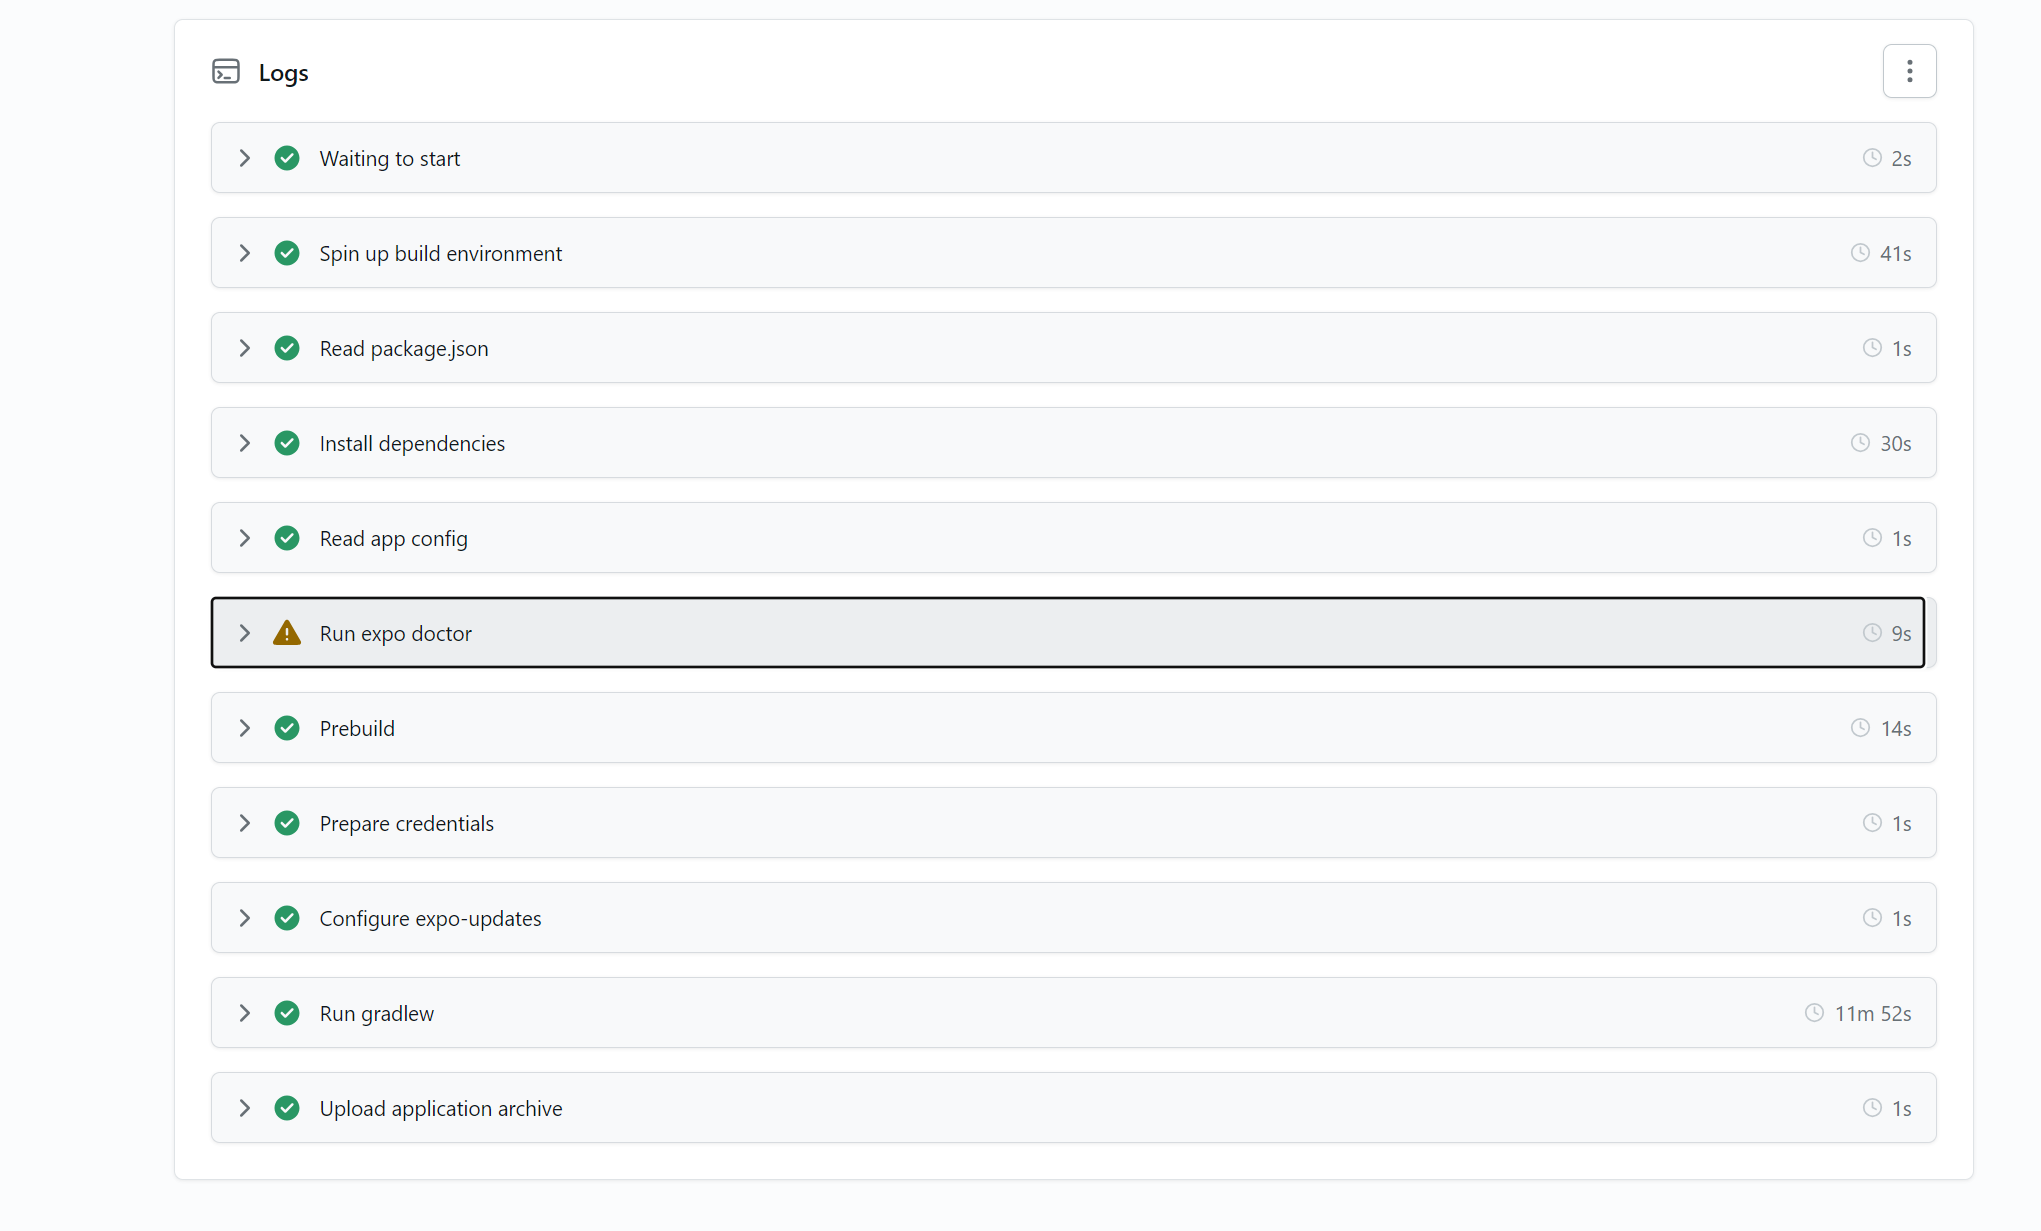 Logs
Waiting to start 2s
Spin up build environment 41s
Read package.json 1s
Install dependencies 30s
Read app config 1s
Run expo doctor 9s
Prebuild 14s
Prepare credentials 1s
Configure expo-updates 1s
Run gradlew 11m 52s
Upload application archive 1s